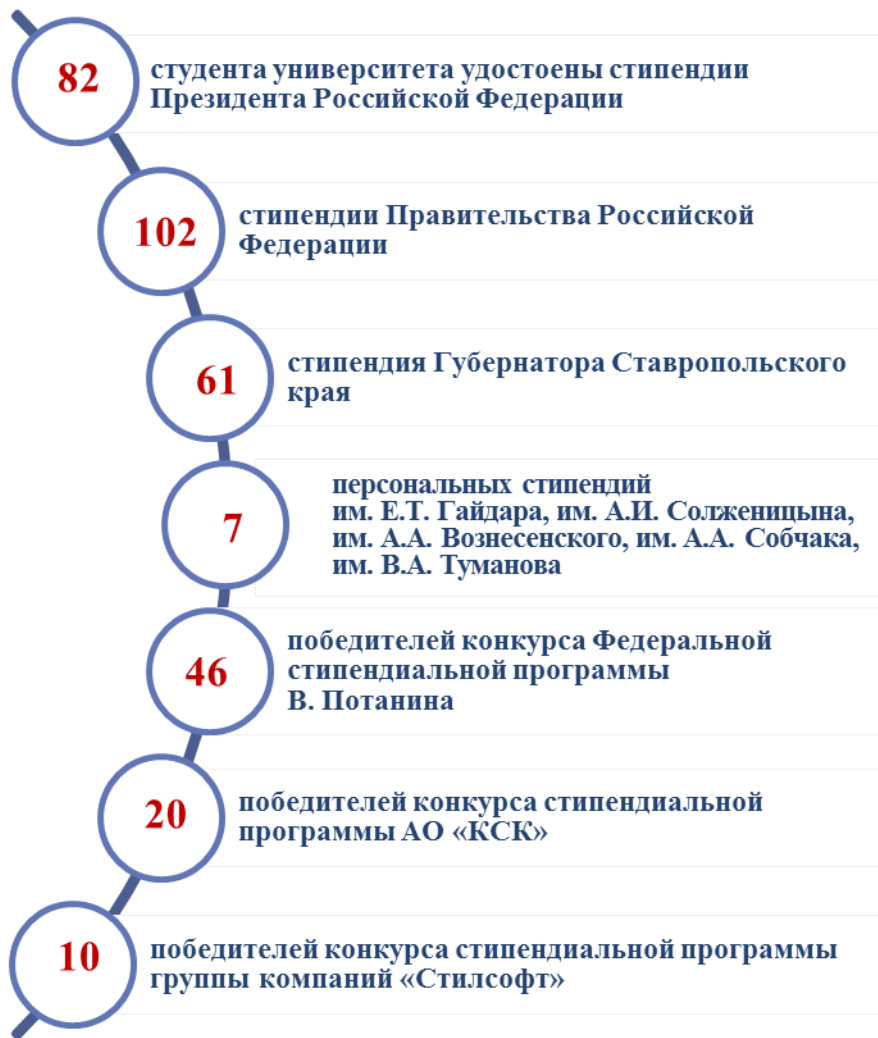 82
студента университета удостоены стипендии
Президента Российской Федерации
102
стипендии Правительства Российской
Федерации
61
стипендия Губернатора Ставропольского
края
7
персональных стипендий
им. Е.Т. Гайдара, им. А.И. Солженицына,
им. А.А. Вознесенского, им. А.А. Собчака,
им. В.А. Туманова
46
победителей конкурса Федеральной
стипендиальной программы
В. Потанина
20
победителей конкурса стипендиальной
программы АО «КСК»
10
победителей конкурса стипендиальной программы
группы компаний «Стилсофт»